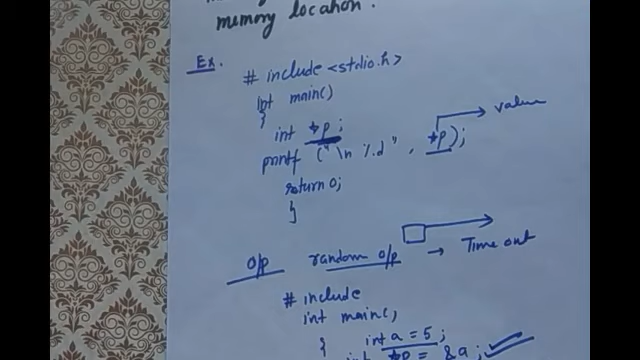 memory location.
Ex.
# include <stdio.h>
int main()
{
int *p;
printf ("\n %d", *p); → value
return 0;
}
o/p random o/p → Time out
# include
int main()
{ int a = 5;
int *p = &a;